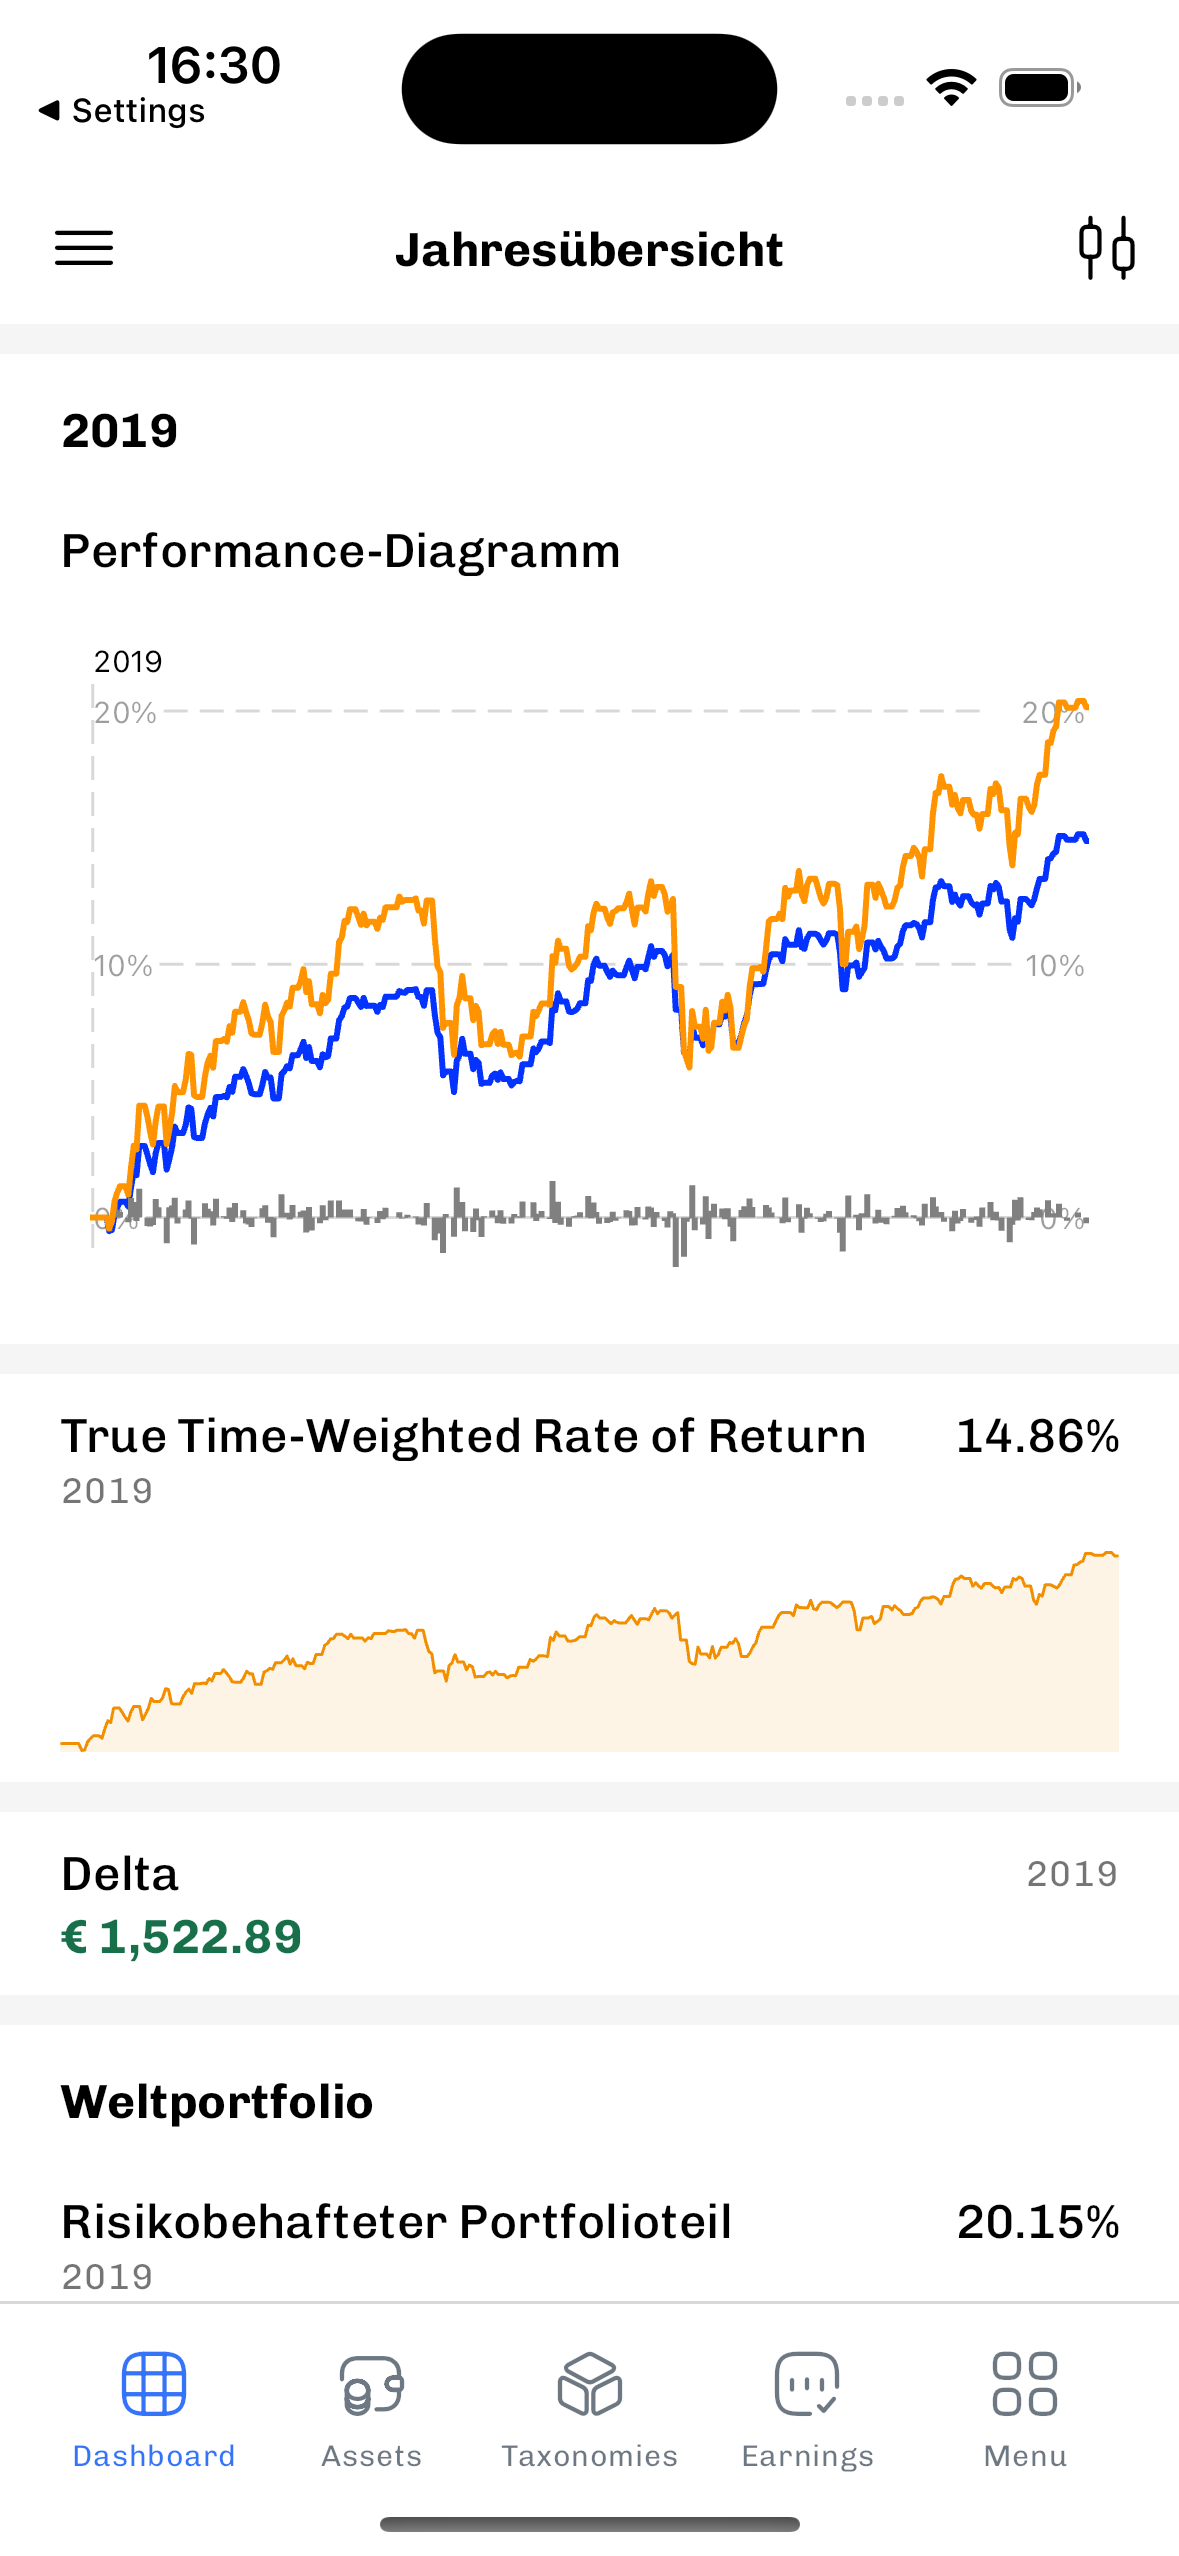 16:30
Settings
Jahresübersicht
2019
Performance-Diagramm
2019
20% 20%
10% 10%
0% 0%
True Time-Weighted Rate of Return 14.86%
2019
Delta 2019
€ 1,522.89
Weltportfolio
Risikobehafteter Portfolioteil 20.15%
2019
Dashboard Assets Taxonomies Earnings Menu